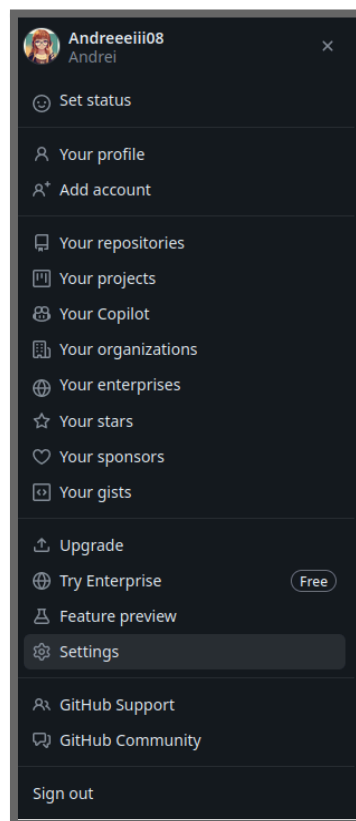 Andreeeiii08
Andrei
Set status
Your profile
Add account
Your repositories
Your projects
Your Copilot
Your organizations
Your enterprises
Your stars
Your sponsors
Your gists
Upgrade
Try Enterprise Free
Feature preview
Settings
GitHub Support
GitHub Community
Sign out